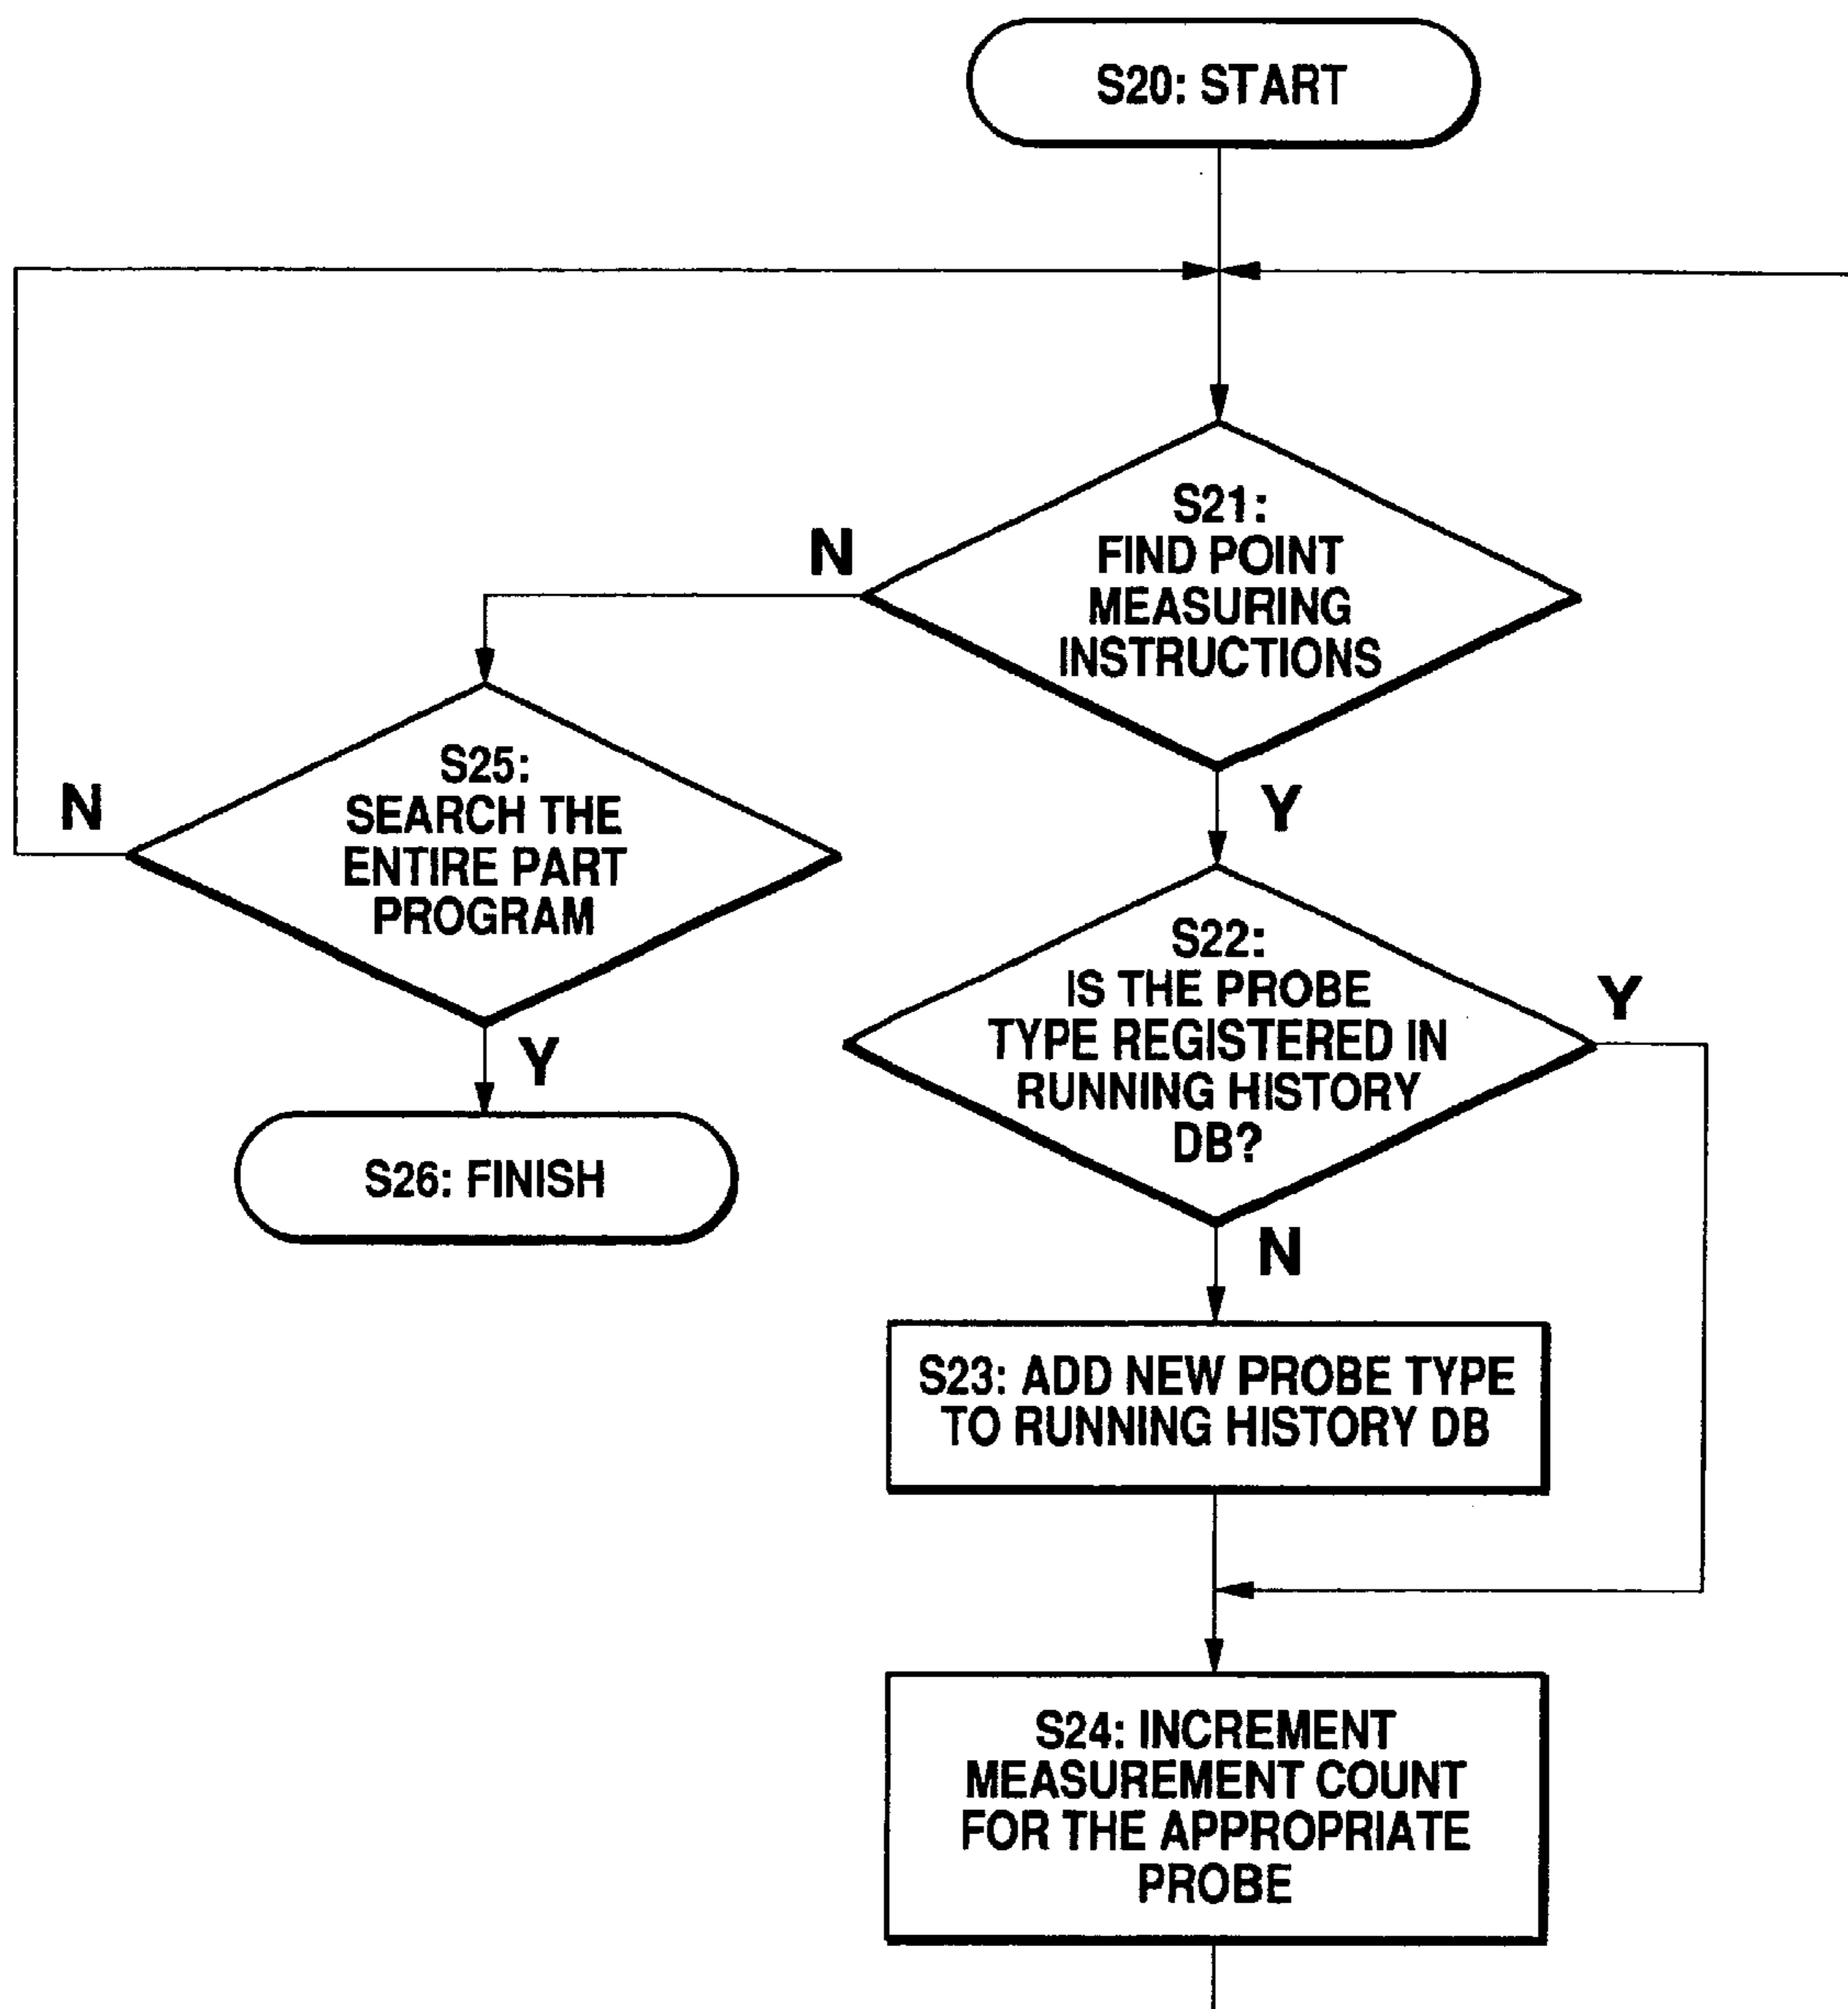 S20: START
N
S21:
FIND POINT
MEASURING
INSTRUCTIONS
Y
N
S25:
SEARCH THE
ENTIRE PART
PROGRAM
Y
S26: FINISH
S22:
IS THE PROBE
TYPE REGISTERED IN
RUNNING HISTORY
DB?
Y
N
S23: ADD NEW PROBE TYPE
TO RUNNING HISTORY DB
S24: INCREMENT
MEASUREMENT COUNT
FOR THE APPROPRIATE
PROBE